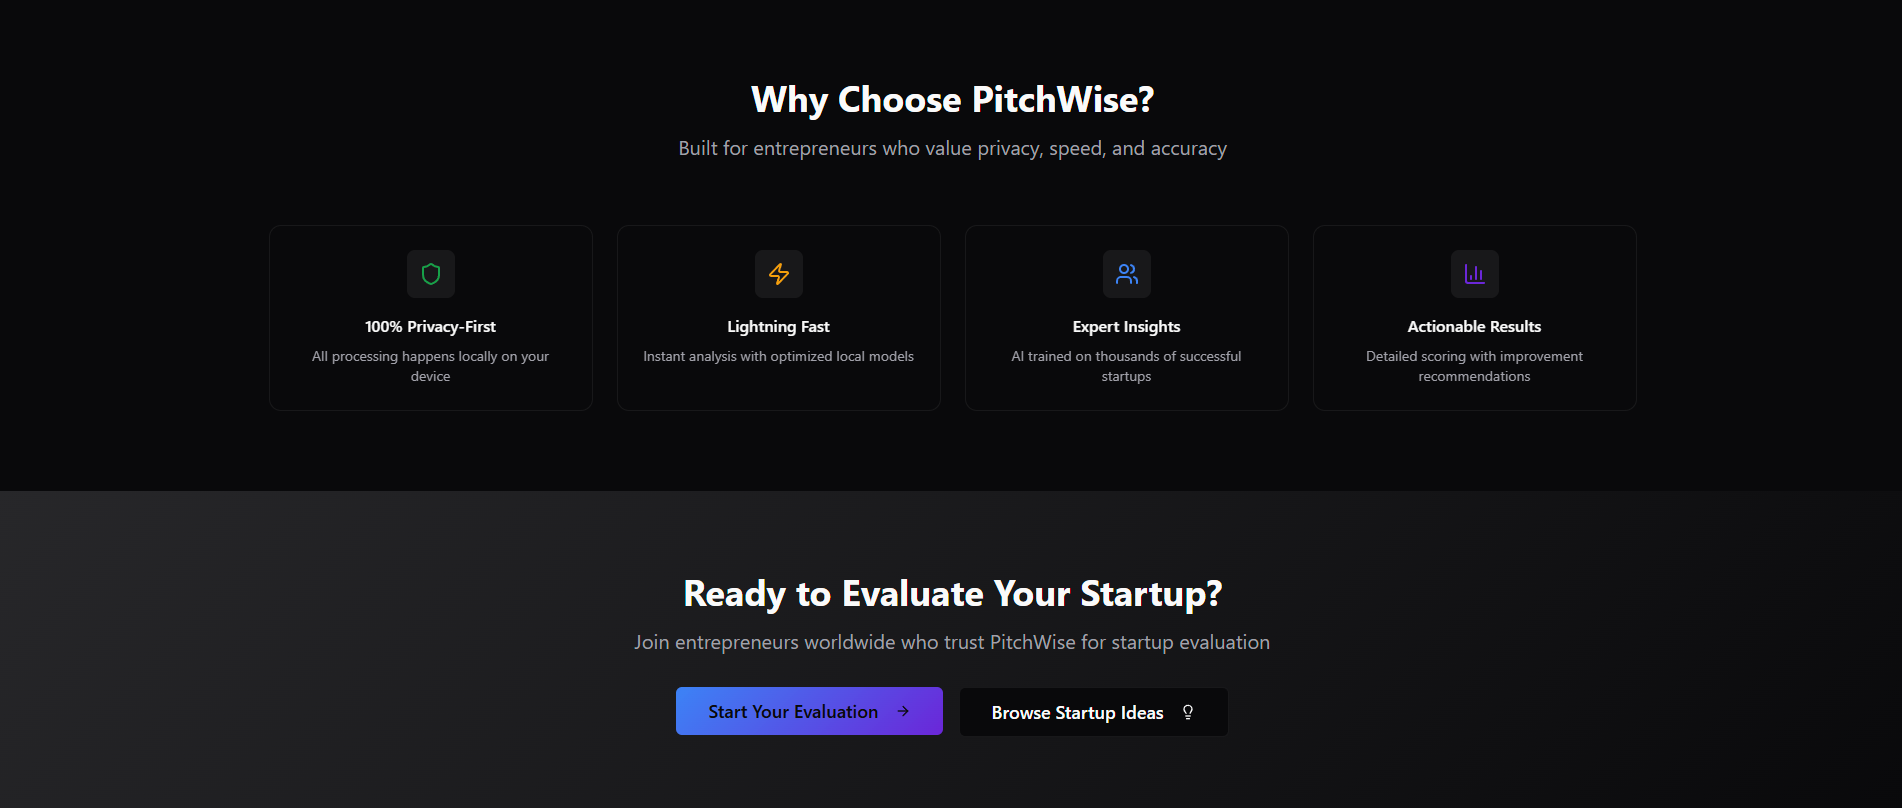 Why Choose PitchWise?
Built for entrepreneurs who value privacy, speed, and accuracy
100% Privacy-First
All processing happens locally on your
device
Lightning Fast
Instant analysis with optimized local models
Expert Insights
AI trained on thousands of successful
startups
Actionable Results
Detailed scoring with improvement
recommendations
Ready to Evaluate Your Startup?
Join entrepreneurs worldwide who trust PitchWise for startup evaluation
Start Your Evaluation
Browse Startup Ideas